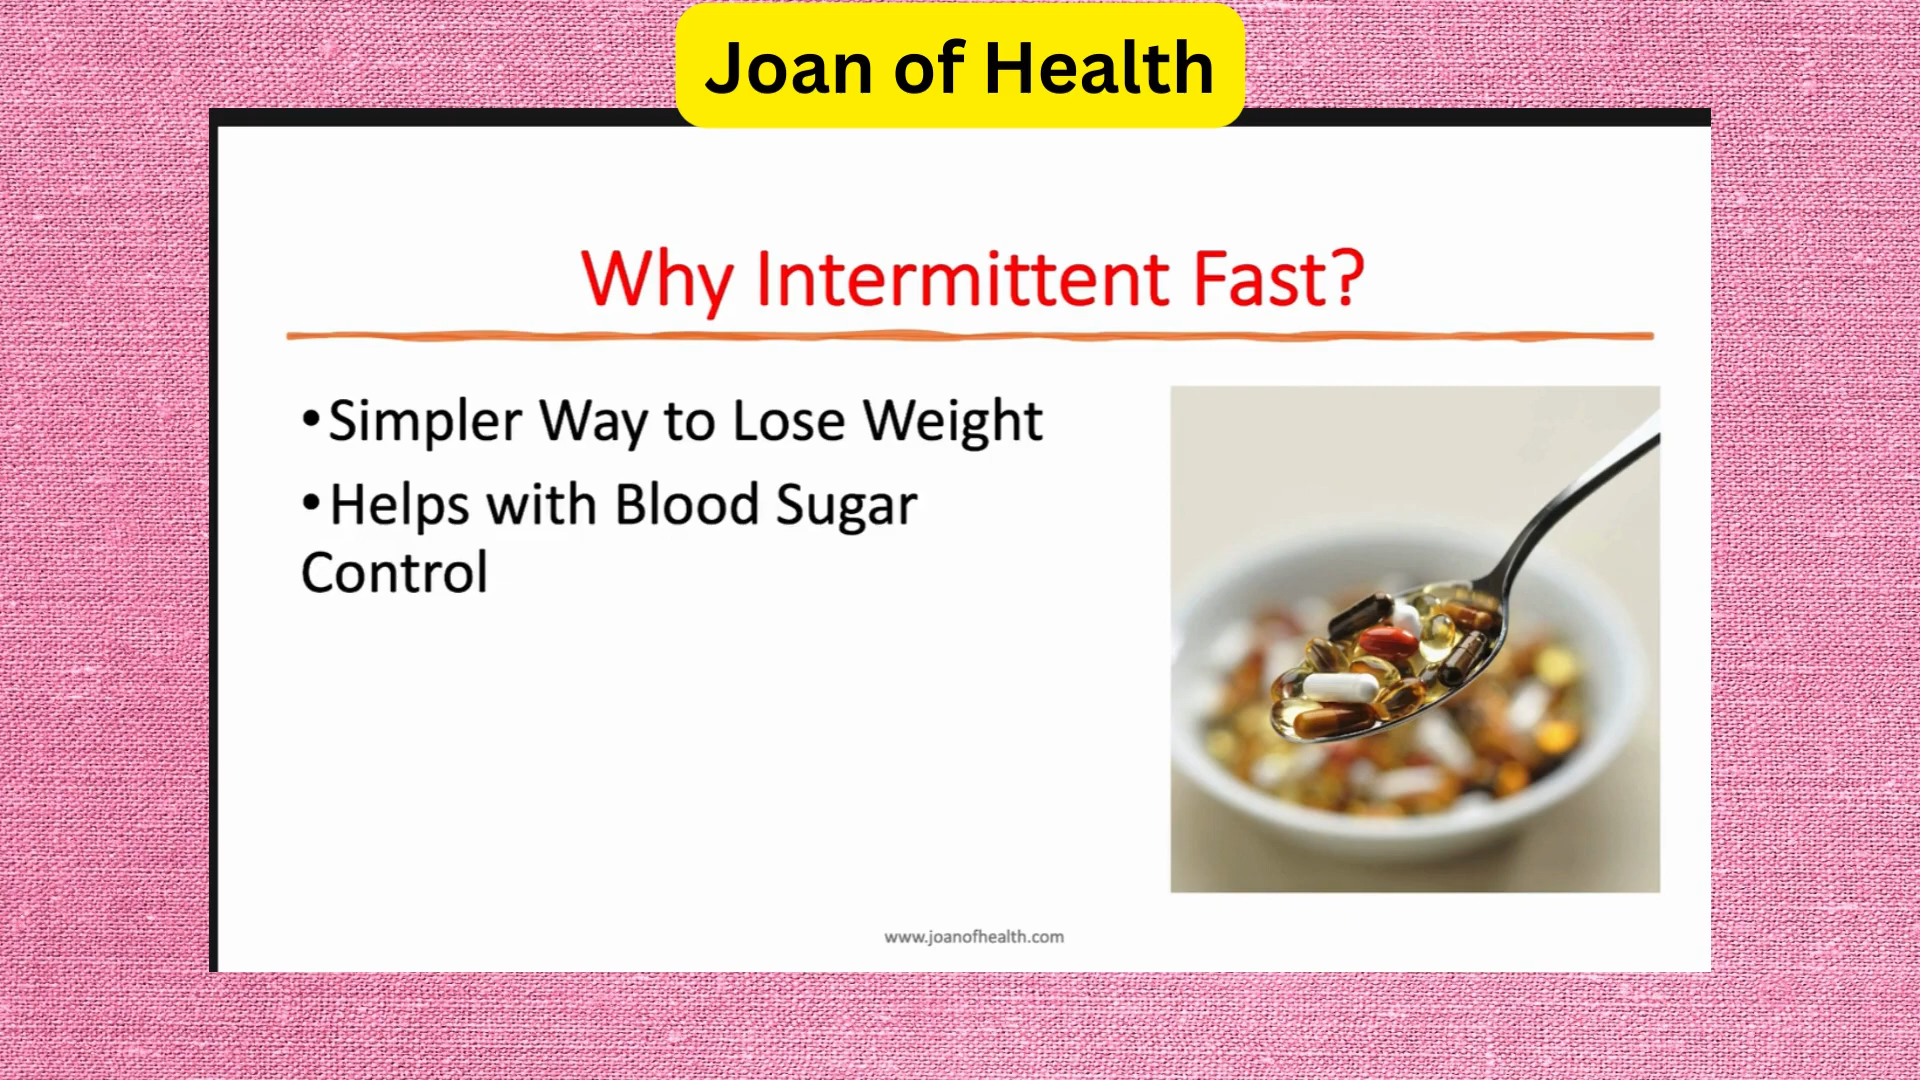 Joan of Health
Why Intermittent Fast?
•Simpler Way to Lose Weight
•Helps with Blood Sugar
Control
www.joanofhealth.com